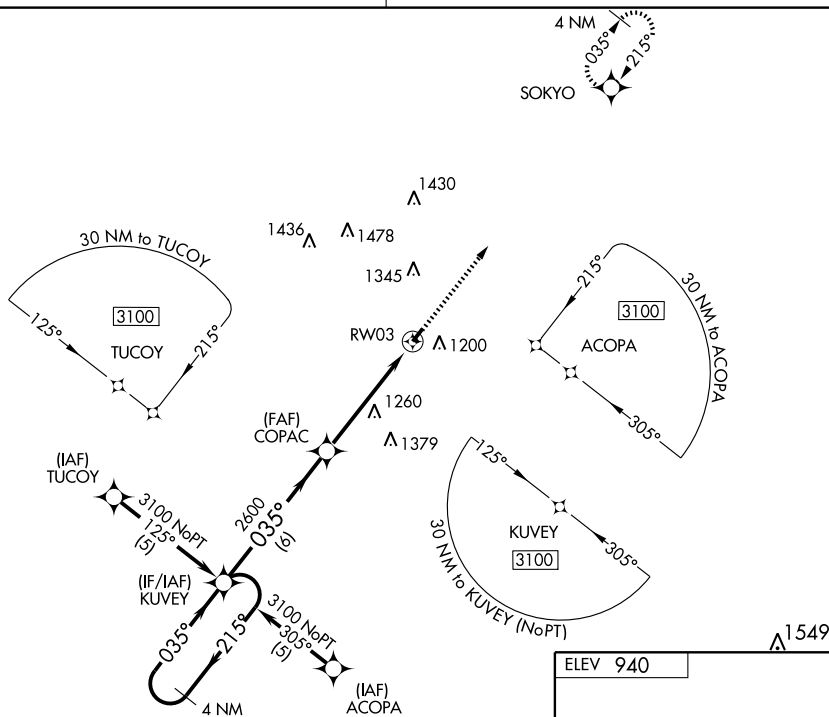 4 NM
035°
215°
SOKYO
1430
1436
1478
1345
30 NM to TUCOY
3100
125°
TUCOY
215°
215°
30 NM to ACOPA
3100
ACOPA
305°
RW03
1200
1260
1379
(FAF)
COPAC
(IAF)
TUCOY
3100 NoPT
125°
(5)
2600
035°
(6)
125°
KUVEY
305°
3100
30 NM to KUVEY (NoPT)
(IF/IAF)
KUVEY
035°
215°
3100 NoPT
305°
(5)
4 NM
(IAF)
ACOPA
1549
ELEV 940